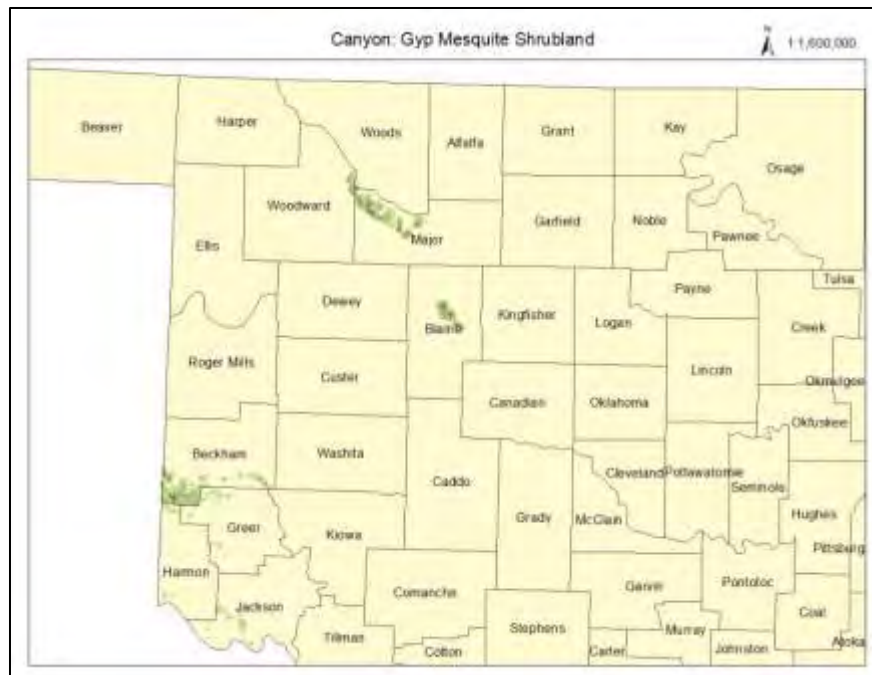 Canyon: Gyp Mesquite Shrubland
N
1:1,600,000
Beaver
Harper
Woods
Alfalfa
Grant
Kay
Osage
Woodward
Major
Garfield
Noble
Pawnee
Ellis
Tulsa
Dewey
Blaine
Kingfisher
Logan
Payne
Creek
Roger Mills
Custer
Lincoln
Okmulgee
Canadian
Oklahoma
Okfuskee
Beckham
Washita
Caddo
Cleveland
Pottawatomie
Seminole
Greer
Kiowa
Grady
McClain
Hughes
Pittsburg
Harmon
Comanche
Garvin
Pontotoc
Jackson
Coal
Tillman
Stephens
Murray
Atoka
Cotton
Carter
Johnston